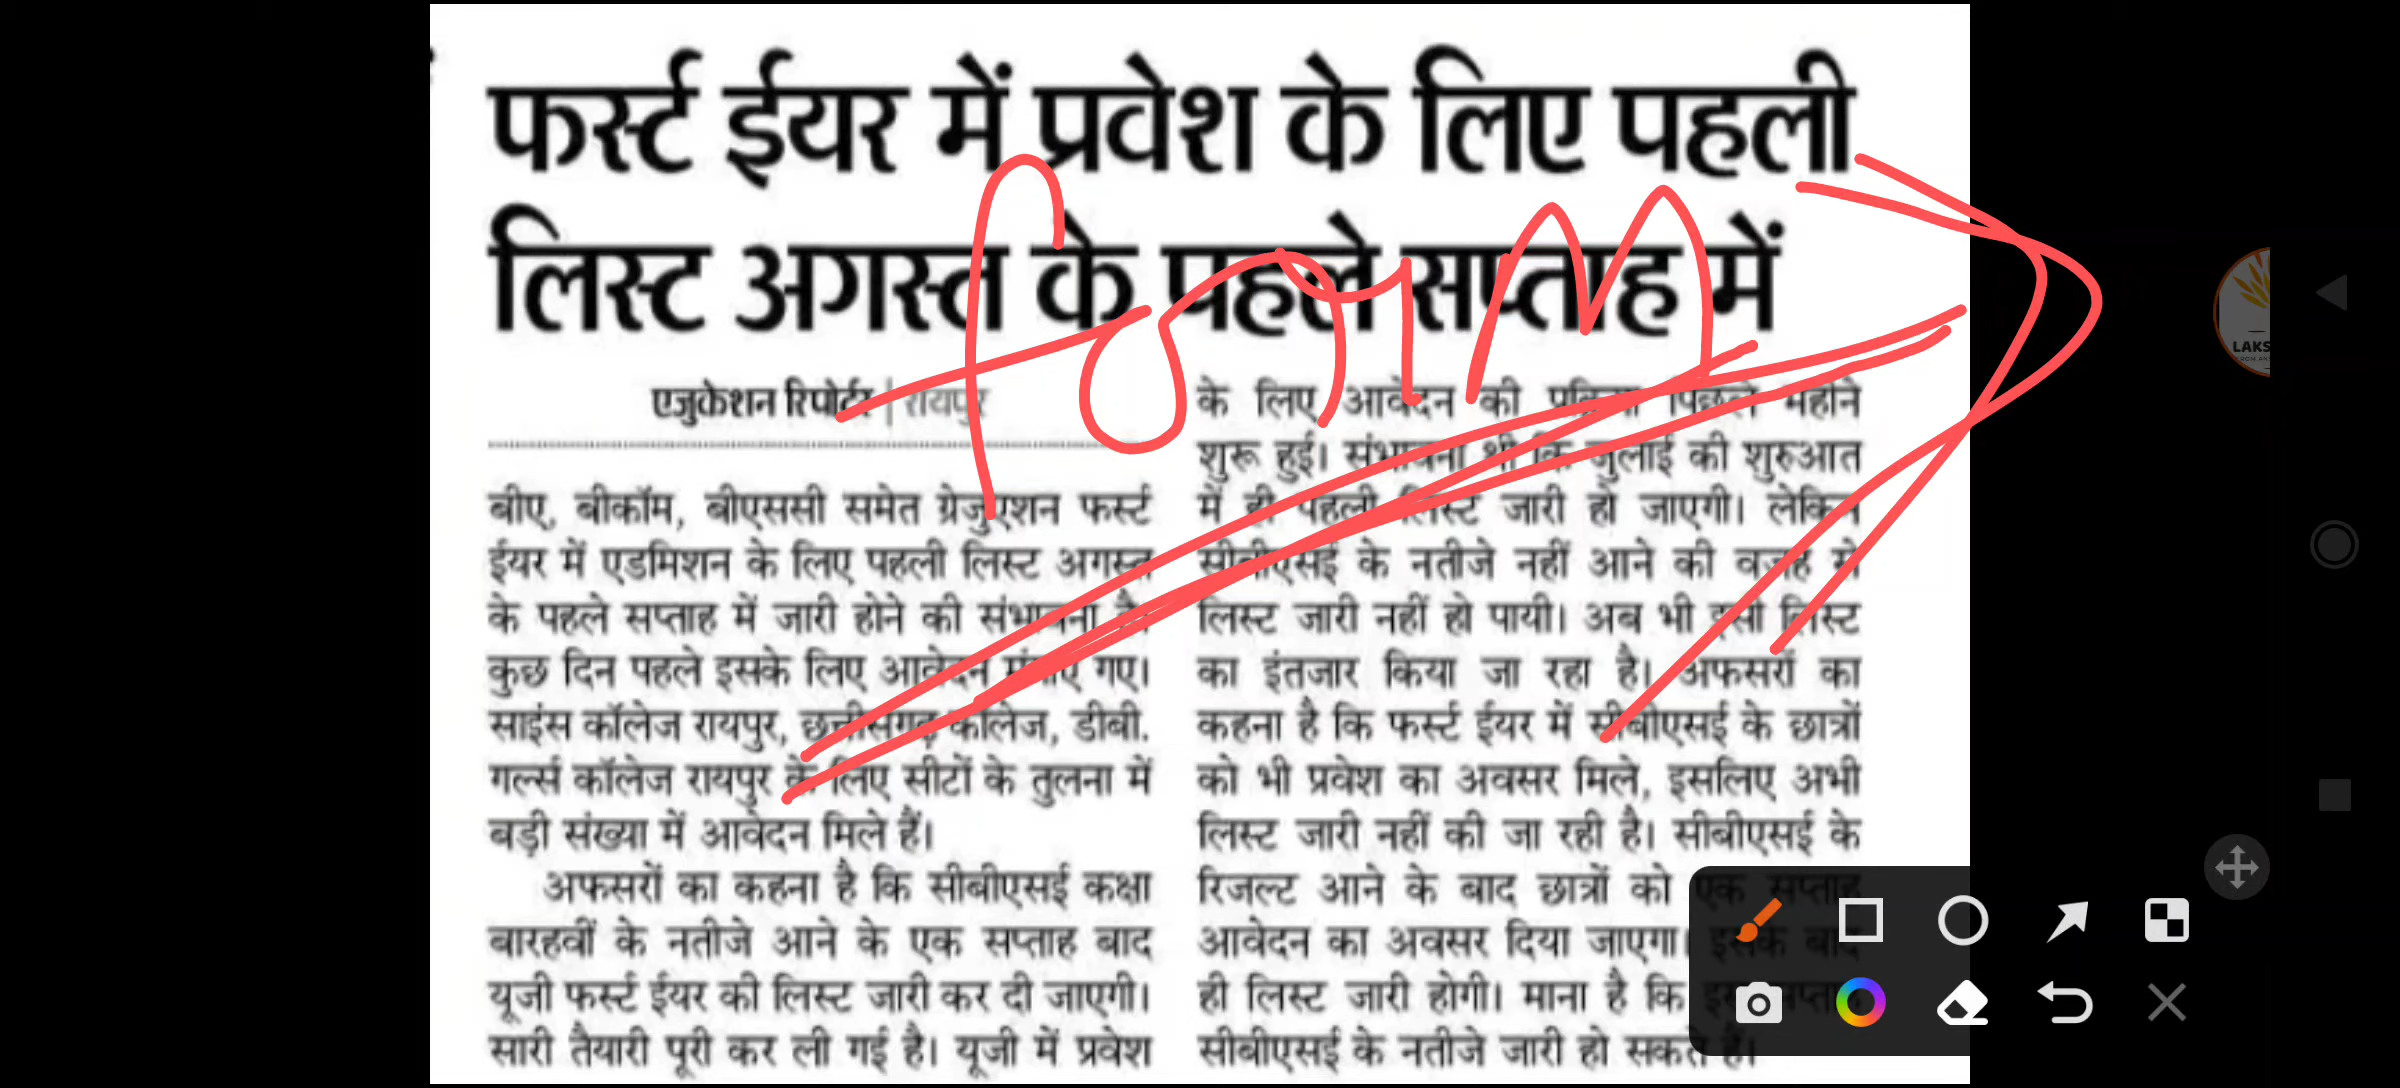 फर्स्ट ईयर में प्रवेश के लिए पहली
लिस्ट अगस्त के पहले सप्ताह में
form
एजुकेशन रिपोर्टर | रायपुर
बीए, बीकॉम, बीएससी समेत ग्रेजुएशन फर्स्ट
ईयर में एडमिशन के लिए पहली लिस्ट अगस्त
के पहले सप्ताह में जारी होने की संभावना है.
कुछ दिन पहले इसके लिए आवेदन मंगाए गए।
साइंस कॉलेज रायपुर, छत्तीसगढ़ कॉलेज, डीबी.
गर्ल्स कॉलेज रायपुर के लिए सीटों के तुलना में
बड़ी संख्या में आवेदन मिले हैं।
अफसरों का कहना है कि सीबीएसई कक्षा
बारहवीं के नतीजे आने के एक सप्ताह बाद
यूजी फर्स्ट ईयर की लिस्ट जारी कर दी जाएगी।
सारी तैयारी पूरी कर ली गई है। यूजी में प्रवेश
के लिए आवेदन की प्रक्रिया पिछले महीने
शुरू हुई। संभावना थी कि जुलाई की शुरुआत
में ही पहली लिस्ट जारी हो जाएगी। लेकिन
सीबीएसई के नतीजे नहीं आने की वजह से
लिस्ट जारी नहीं हो पायी। अब भी इसी लिस्ट
का इंतजार किया जा रहा है। अफसरों का
कहना है कि फर्स्ट ईयर में सीबीएसई के छात्रों
को भी प्रवेश का अवसर मिले, इसलिए अभी
लिस्ट जारी नहीं की जा रही है। सीबीएसई के
रिजल्ट आने के बाद छात्रों को एक सप्ताह
आवेदन का अवसर दिया जाएगा। इसके बाद
ही लिस्ट जारी होगी। माना है कि इस सप्ताह
सीबीएसई के नतीजे जारी हो सकते है।
LAKS